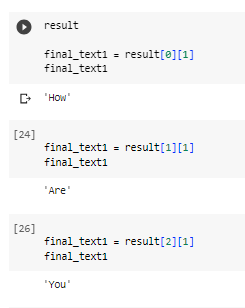 result
final_text1 = result[0][1]
final_text1
'How'
[24]
final_text1 = result[1][1]
final_text1
'Are'
[26]
final_text1 = result[2][1]
final_text1
'You'